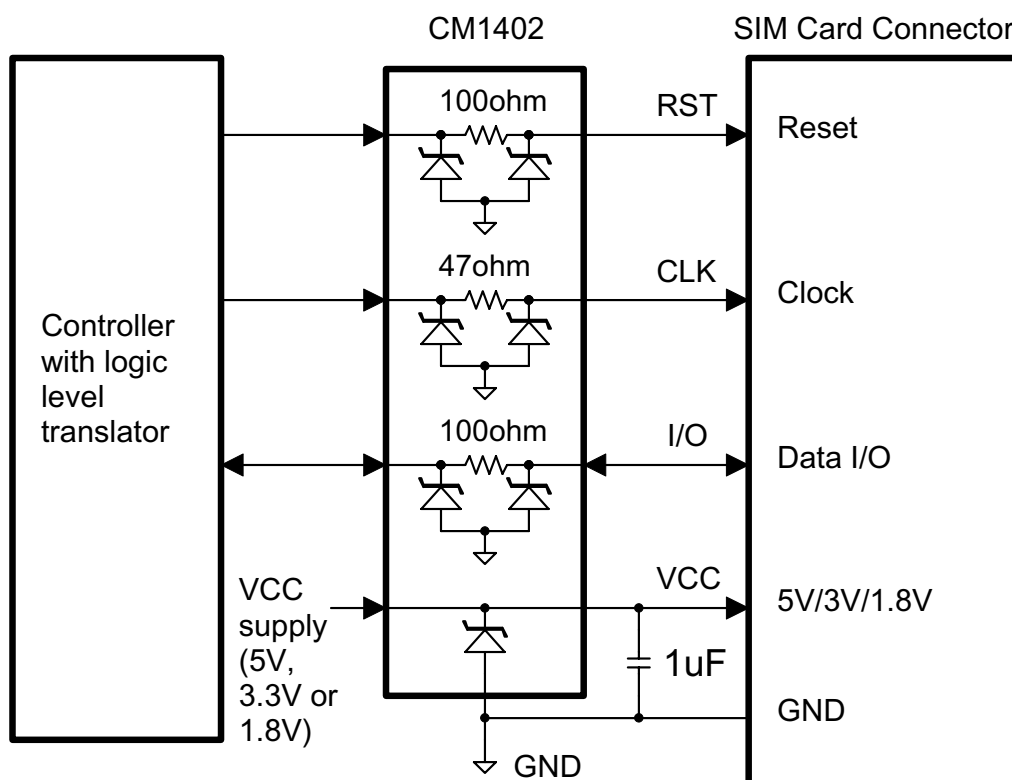 CM1402
SIM Card Connector
100ohm
RST
Reset
47ohm
CLK
Clock
Controller
with logic
level
translator
100ohm
I/O
Data I/O
VCC
supply
(5V,
3.3V or
1.8V)
VCC
5V/3V/1.8V
1uF
GND
GND